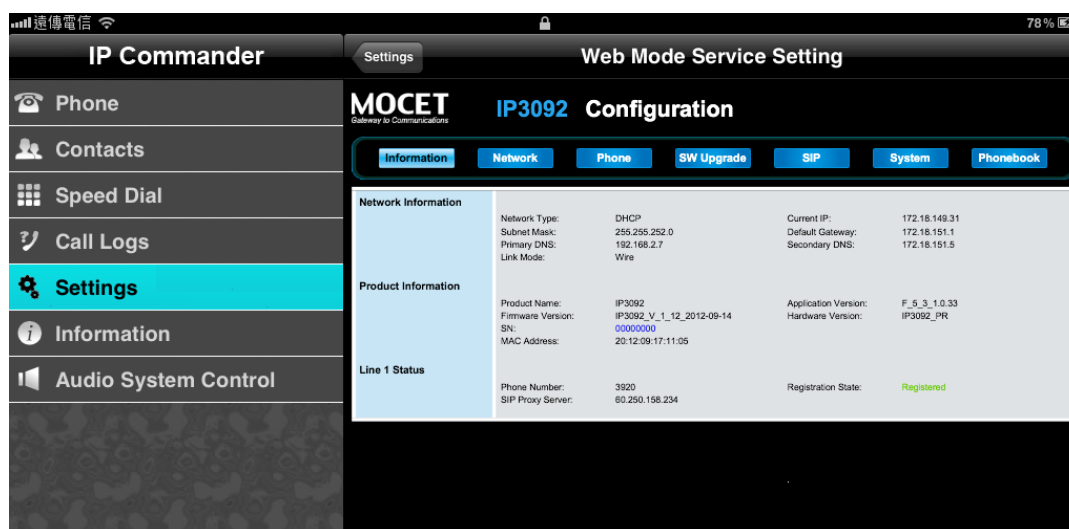 遠傳電信
78%
IP Commander
Settings
Web Mode Service Setting
Phone
Contacts
Speed Dial
Call Logs
Settings
Information
Audio System Control
MOCET
Gateway to Communications
IP3092 Configuration
Information Network Phone SW Upgrade SIP System Phonebook
Network Information
Network Type: DHCP Current IP: 172.18.149.31
Subnet Mask: 255.255.252.0 Default Gateway: 172.18.151.1
Primary DNS: 192.168.2.7 Secondary DNS: 172.18.151.5
Link Mode: Wire
Product Information
Product Name: IP3092 Application Version: F_5_3_1.0.33
Firmware Version: IP3092_V_1_12_2012-09-14 Hardware Version: IP3092_PR
SN: 00000000
MAC Address: 20:12:09:17:11:05
Line 1 Status
Phone Number: 3920 Registration State: Registered
SIP Proxy Server: 60.250.158.234